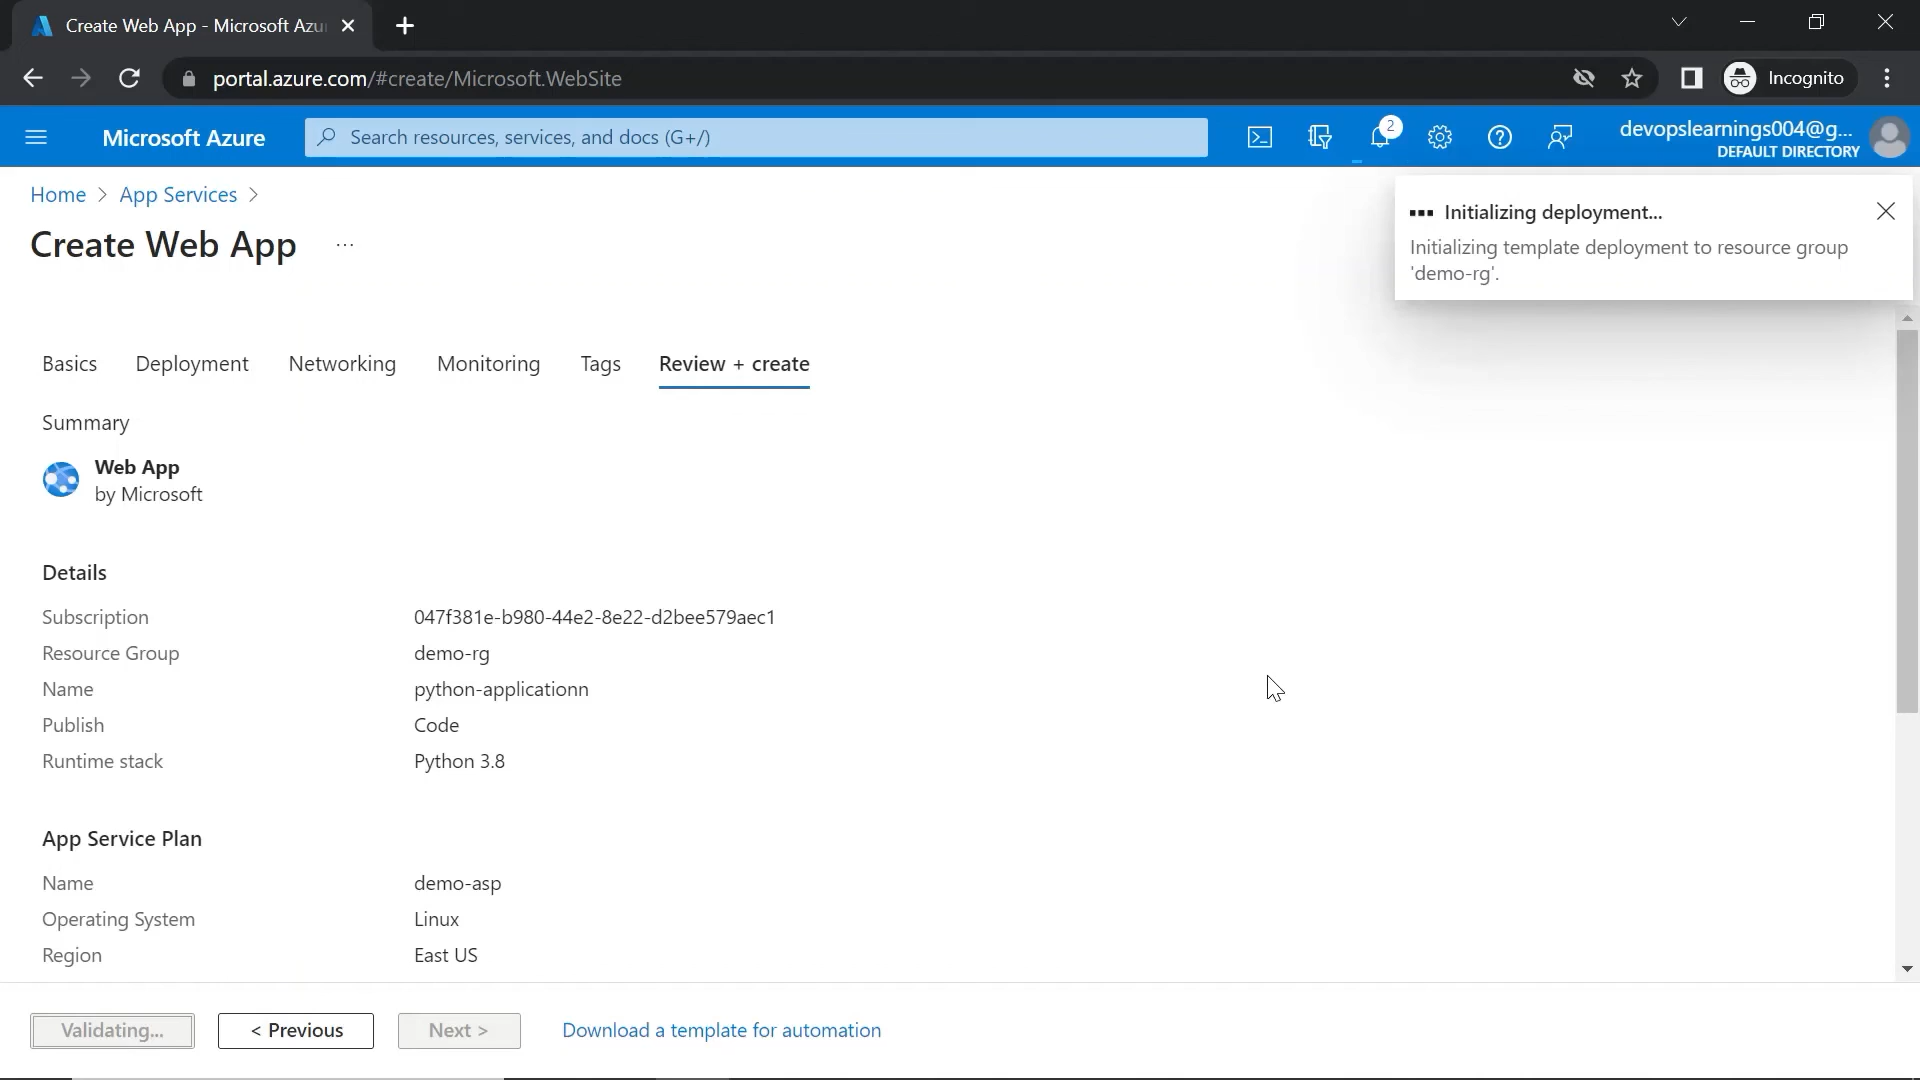 Create Web App - Microsoft Azu
portal.azure.com/#create/Microsoft.WebSite
Incognito
Microsoft Azure
Search resources, services, and docs (G+/)
2
devopslearnings004@g...
DEFAULT DIRECTORY
Home > App Services >
Create Web App ...
Initializing deployment...
Initializing template deployment to resource group
'demo-rg'.
Basics Deployment Networking Monitoring Tags Review + create
Summary
Web App
by Microsoft
Details
Subscription 047f381e-b980-44e2-8e22-d2bee579aec1
Resource Group demo-rg
Name python-applicationn
Publish Code
Runtime stack Python 3.8
App Service Plan
Name demo-asp
Operating System Linux
Region East US
Validating... < Previous Next > Download a template for automation